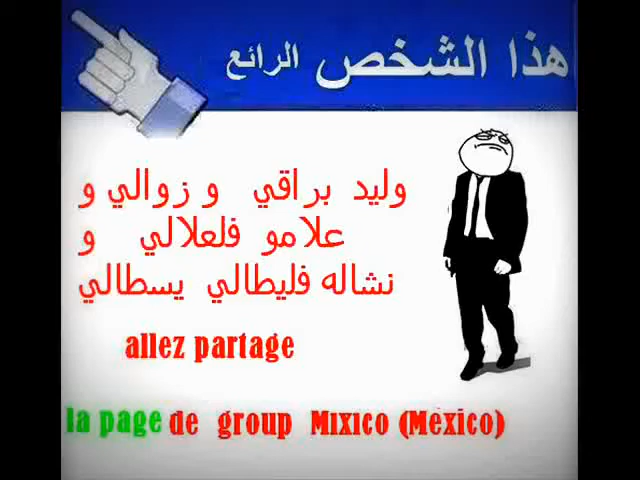 هذا الشخص الرائع
وليد براقي و زوالي و
علامو فلعلالي و
نشاله فليطالي يسطالي
allez partage
la page de group Mixico (Mexico)